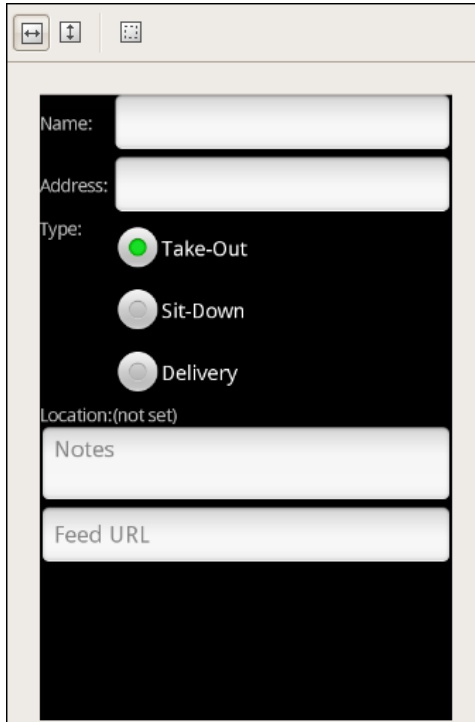 Name:
Address:
Type:
Take-Out
Sit-Down
Delivery
Location:(not set)
Notes
Feed URL